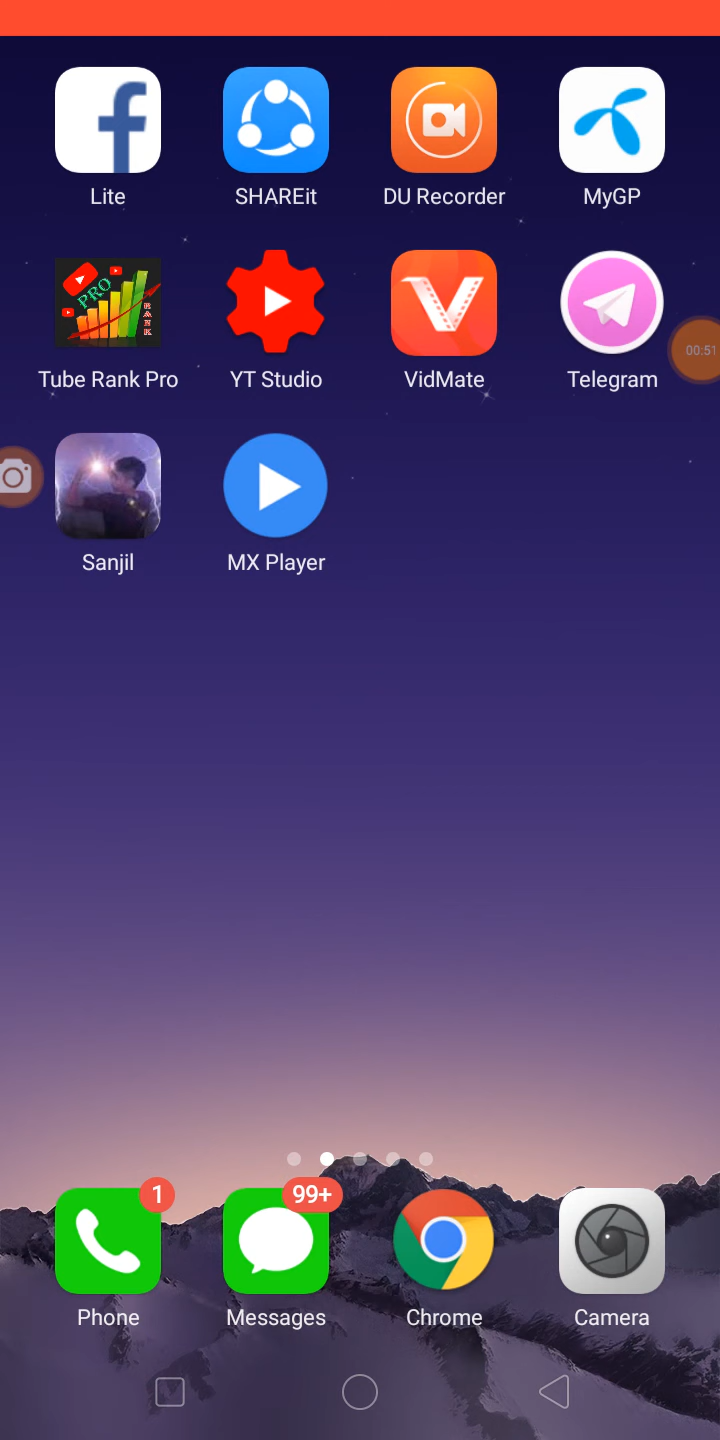 Lite
SHAREit
DU Recorder
MyGP
PRO
RANK
Tube Rank Pro
YT Studio
VidMate
Telegram
00:51
Sanjil
MX Player
1
99+
Phone
Messages
Chrome
Camera